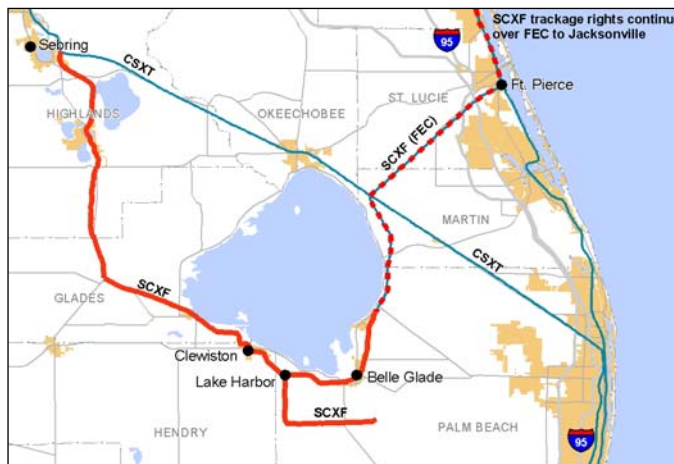 SCXF trackage rights continu
over FEC to Jacksonville
95
Sebring
CSXT
Ft. Pierce
HIGHLANDS
OKEECHOBEE
ST. LUCIE
SCXF (FEC)
MARTIN
CSXT
SCXF
GLADES
Clewiston
Lake Harbor
Belle Glade
SCXF
HENDRY
PALM BEACH
95